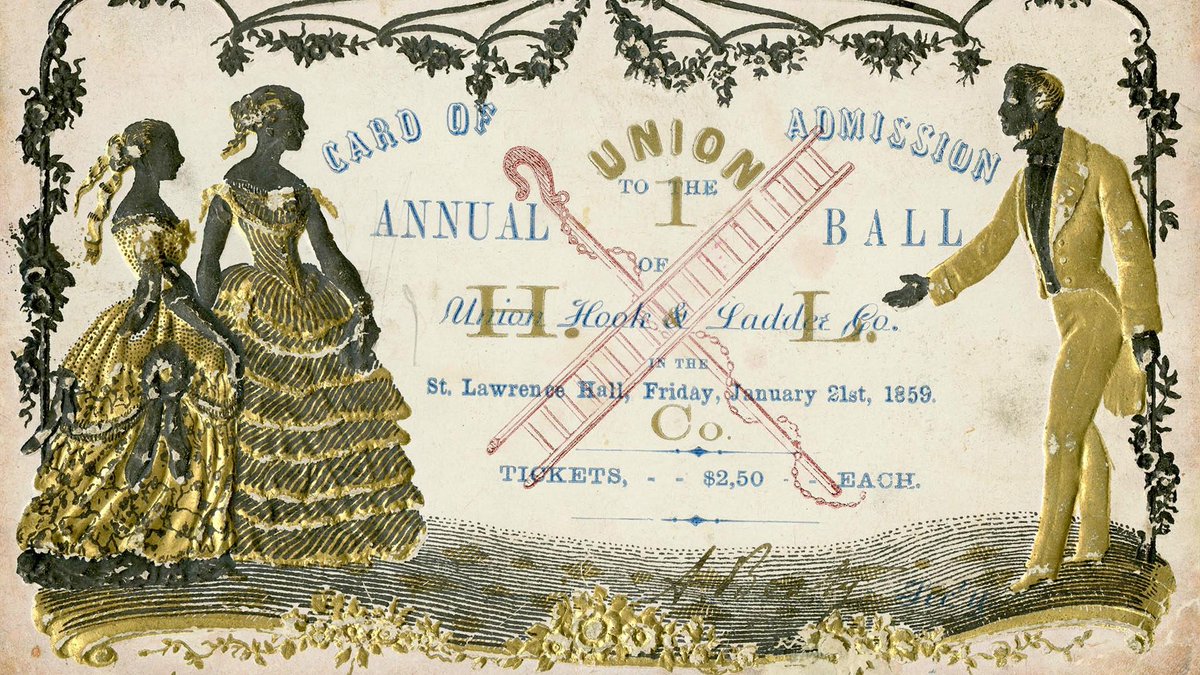 CARD OF ADMISSION
UNION
TO THE
1
ANNUAL BALL
OF
Union Hook & Ladder Co.
H. L.
IN THE
St. Lawrence Hall, Friday, January 21st, 1859.
Co.
TICKETS, - - $2,50 - - EACH.